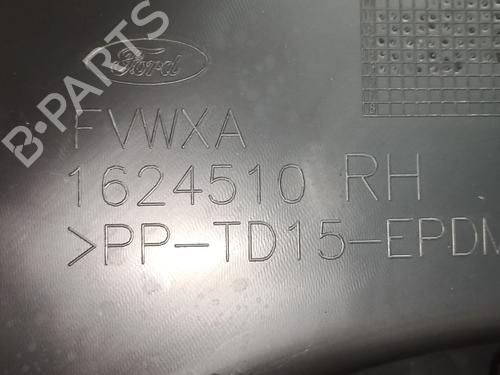 B-PARTS
Ford
FVWXA
1624510 RH
>PP-TD15-EPDM